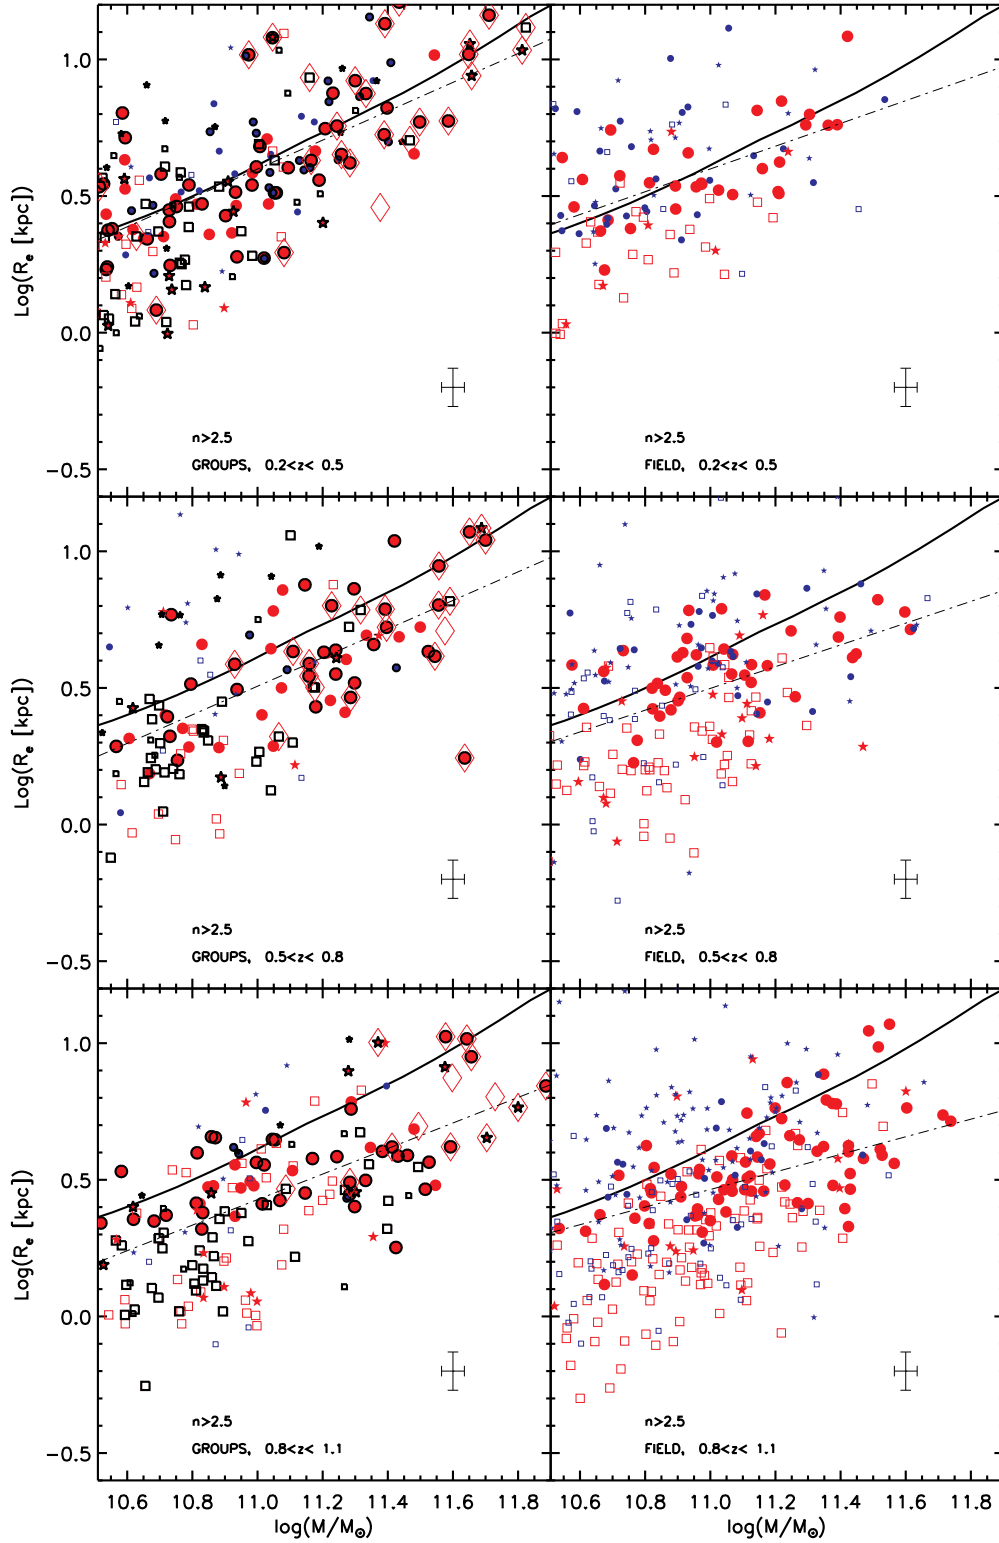 1.0
0.5
0.0
−0.5
Log(R_e [kpc])
n>2.5
GROUPS, 0.2<z< 0.5
n>2.5
FIELD, 0.2<z< 0.5
1.0
0.5
0.0
−0.5
Log(R_e [kpc])
n>2.5
GROUPS, 0.5<z< 0.8
n>2.5
FIELD, 0.5<z< 0.8
1.0
0.5
0.0
−0.5
Log(R_e [kpc])
n>2.5
GROUPS, 0.8<z< 1.1
n>2.5
FIELD, 0.8<z< 1.1
10.6 10.8 11.0 11.2 11.4 11.6 11.8
10.6 10.8 11.0 11.2 11.4 11.6 11.8
log(M/M⊙)
log(M/M⊙)